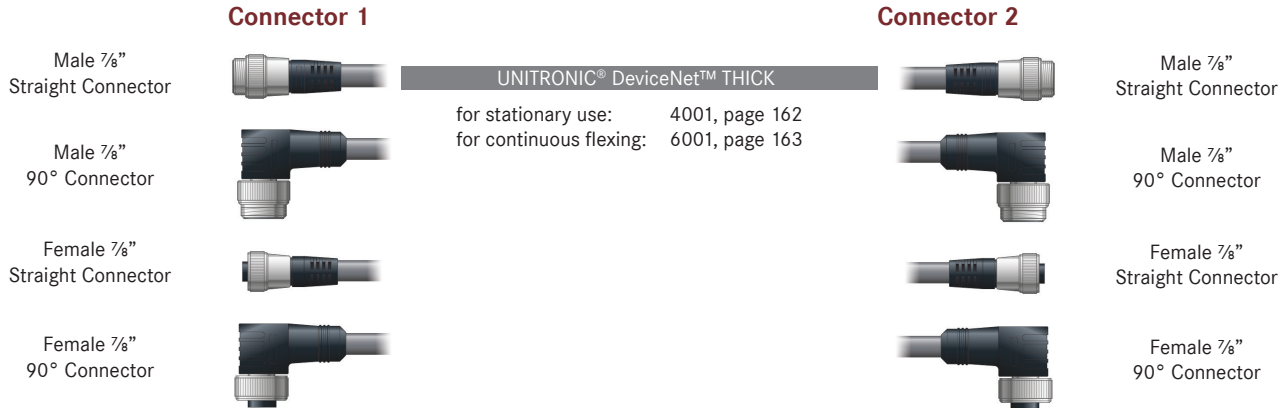 Connector 1
Connector 2
Male ⅞”
Straight Connector
UNITRONIC® DeviceNet™ THICK
Male ⅞”
Straight Connector
for stationary use: 4001, page 162
for continuous flexing: 6001, page 163
Male ⅞”
90° Connector
Male ⅞”
90° Connector
Female ⅞”
Straight Connector
Female ⅞”
Straight Connector
Female ⅞”
90° Connector
Female ⅞”
90° Connector